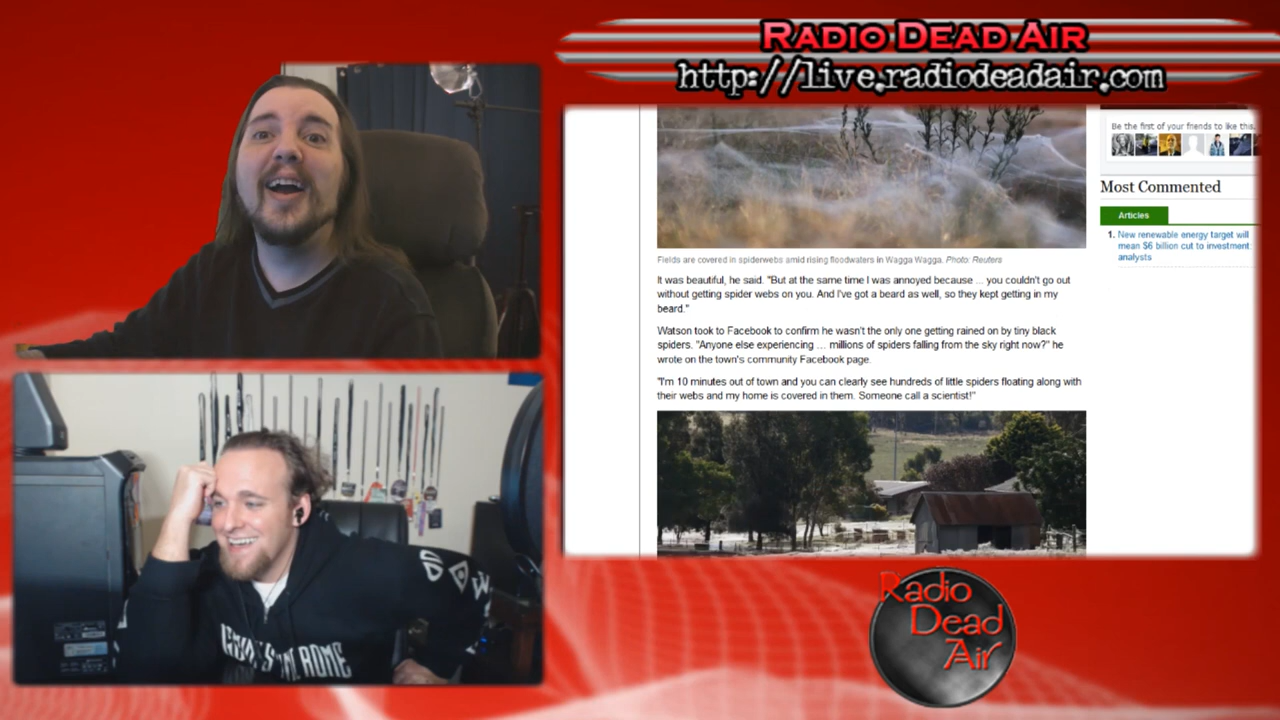 RADIO DEAD AIR
http://live.radiodeadair.com
Be the first of your friends to like this.
Most Commented
Articles
1. New renewable energy target will
mean $6 billion cut to investment:
analysts
Fields are covered in spiderwebs amid rising floodwaters in Wagga Wagga. Photo: Reuters
It was beautiful, he said. "But at the same time I was annoyed because ... you couldn't go out
without getting spider webs on you. And I've got a beard as well, so they kept getting in my
beard."
Watson took to Facebook to confirm he wasn't the only one getting rained on by tiny black
spiders. "Anyone else experiencing ... millions of spiders falling from the sky right now?" he
wrote on the town's community Facebook page.
"I'm 10 minutes out of town and you can clearly see hundreds of little spiders floating along with
their webs and my home is covered in them. Someone call a scientist!"
Radio
Dead
Air